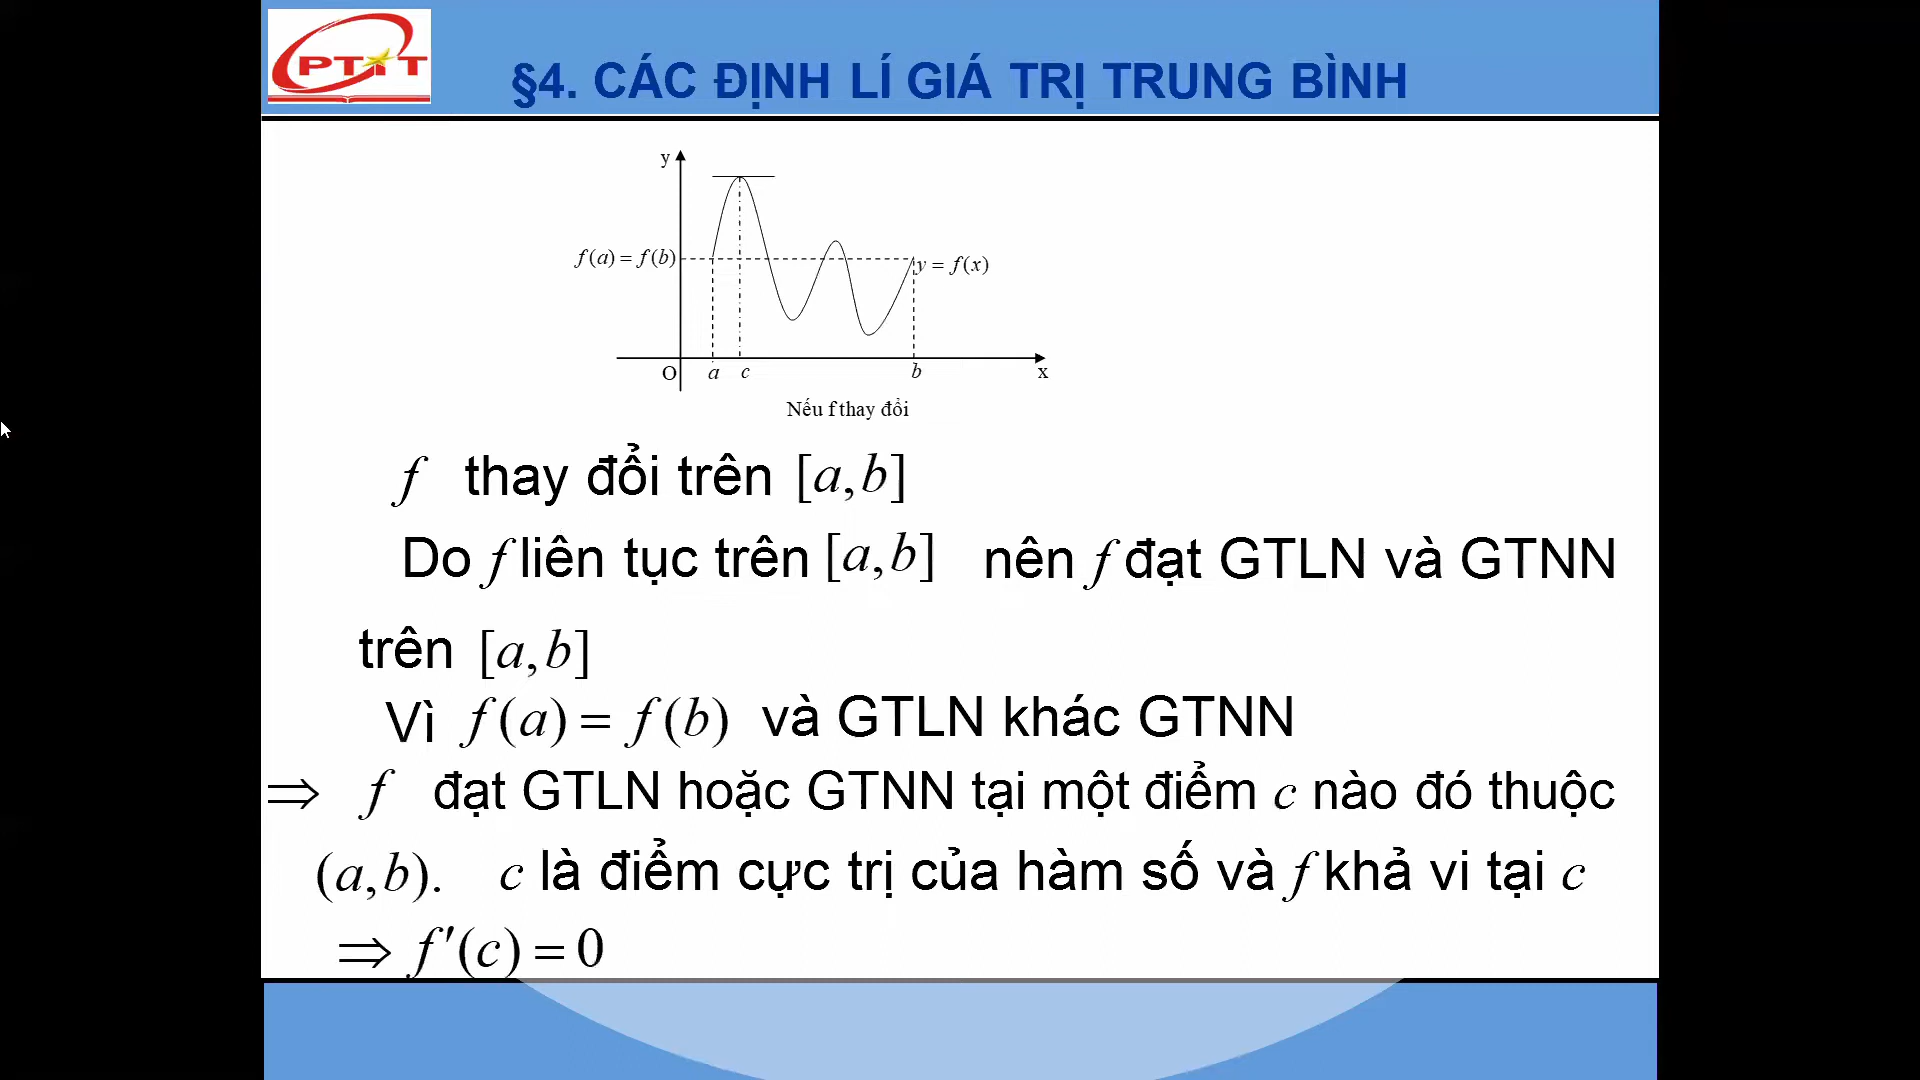 PTIT
§4. CÁC ĐỊNH LÍ GIÁ TRỊ TRUNG BÌNH
y
f(a) = f(b)
y = f(x)
O a c b x
Nếu f thay đổi
f thay đổi trên [a,b]
Do f liên tục trên [a,b] nên f đạt GTLN và GTNN
trên [a,b]
Vì f(a) = f(b) và GTLN khác GTNN
⇒ f đạt GTLN hoặc GTNN tại một điểm c nào đó thuộc
(a,b). c là điểm cực trị của hàm số và f khả vi tại c
⇒ f′(c) = 0